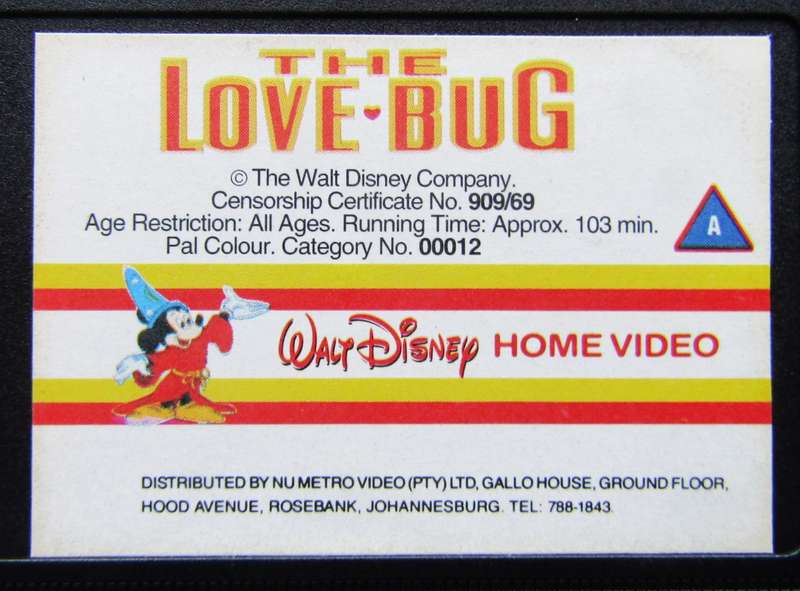 THE
LOVE BUG
© The Walt Disney Company.
Censorship Certificate No. 909/69
Age Restriction: All Ages. Running Time: Approx. 103 min.
Pal Colour. Category No. 00012
A
WALT DISNEY HOME VIDEO
DISTRIBUTED BY NU METRO VIDEO (PTY) LTD, GALLO HOUSE, GROUND FLOOR,
HOOD AVENUE, ROSEBANK, JOHANNESBURG. TEL: 788-1843.